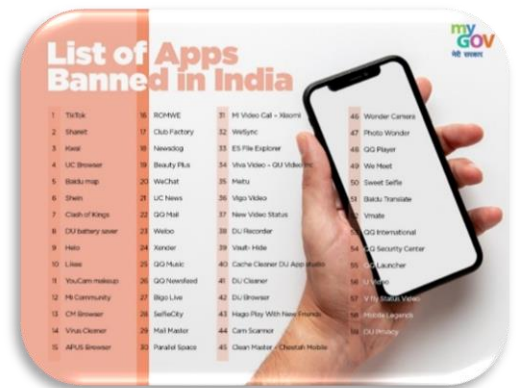 my
GOV
मेरी सरकार
List of Apps
Banned in India
1 TikTok
2 Shareit
3 Kwai
4 UC Browser
5 Baidu map
6 Shein
7 Clash of Kings
8 DU battery saver
9 Helo
10 Likee
11 YouCam makeup
12 Mi Community
13 CM Browser
14 Virus Cleaner
15 APUS Browser
16 ROMWE
17 Club Factory
18 Newsdog
19 Beauty Plus
20 WeChat
21 UC News
22 QQ Mail
23 Weibo
24 Xender
25 QQ Music
26 QQ Newsfeed
27 Bigo Live
28 SelfieCity
29 Mail Master
30 Parallel Space
31 Mi Video Call - Xiaomi
32 WeSync
33 ES File Explorer
34 Viva Video - QU Video Inc
35 Meitu
36 Vigo Video
37 New Video Status
38 DU Recorder
39 Vault- Hide
40 Cache Cleaner DU App studio
41 DU Cleaner
42 DU Browser
43 Hago Play With New Friends
44 Cam Scanner
45 Clean Master - Cheetah Mobile
46 Wonder Camera
47 Photo Wonder
48 QQ Player
49 We Meet
50 Sweet Selfie
51 Baidu Translate
52 Vmate
53 QQ International
54 QQ Security Center
55 QQ Launcher
56 U Video
57 V fly Status Video
58 Mobile Legends
59 DU Privacy